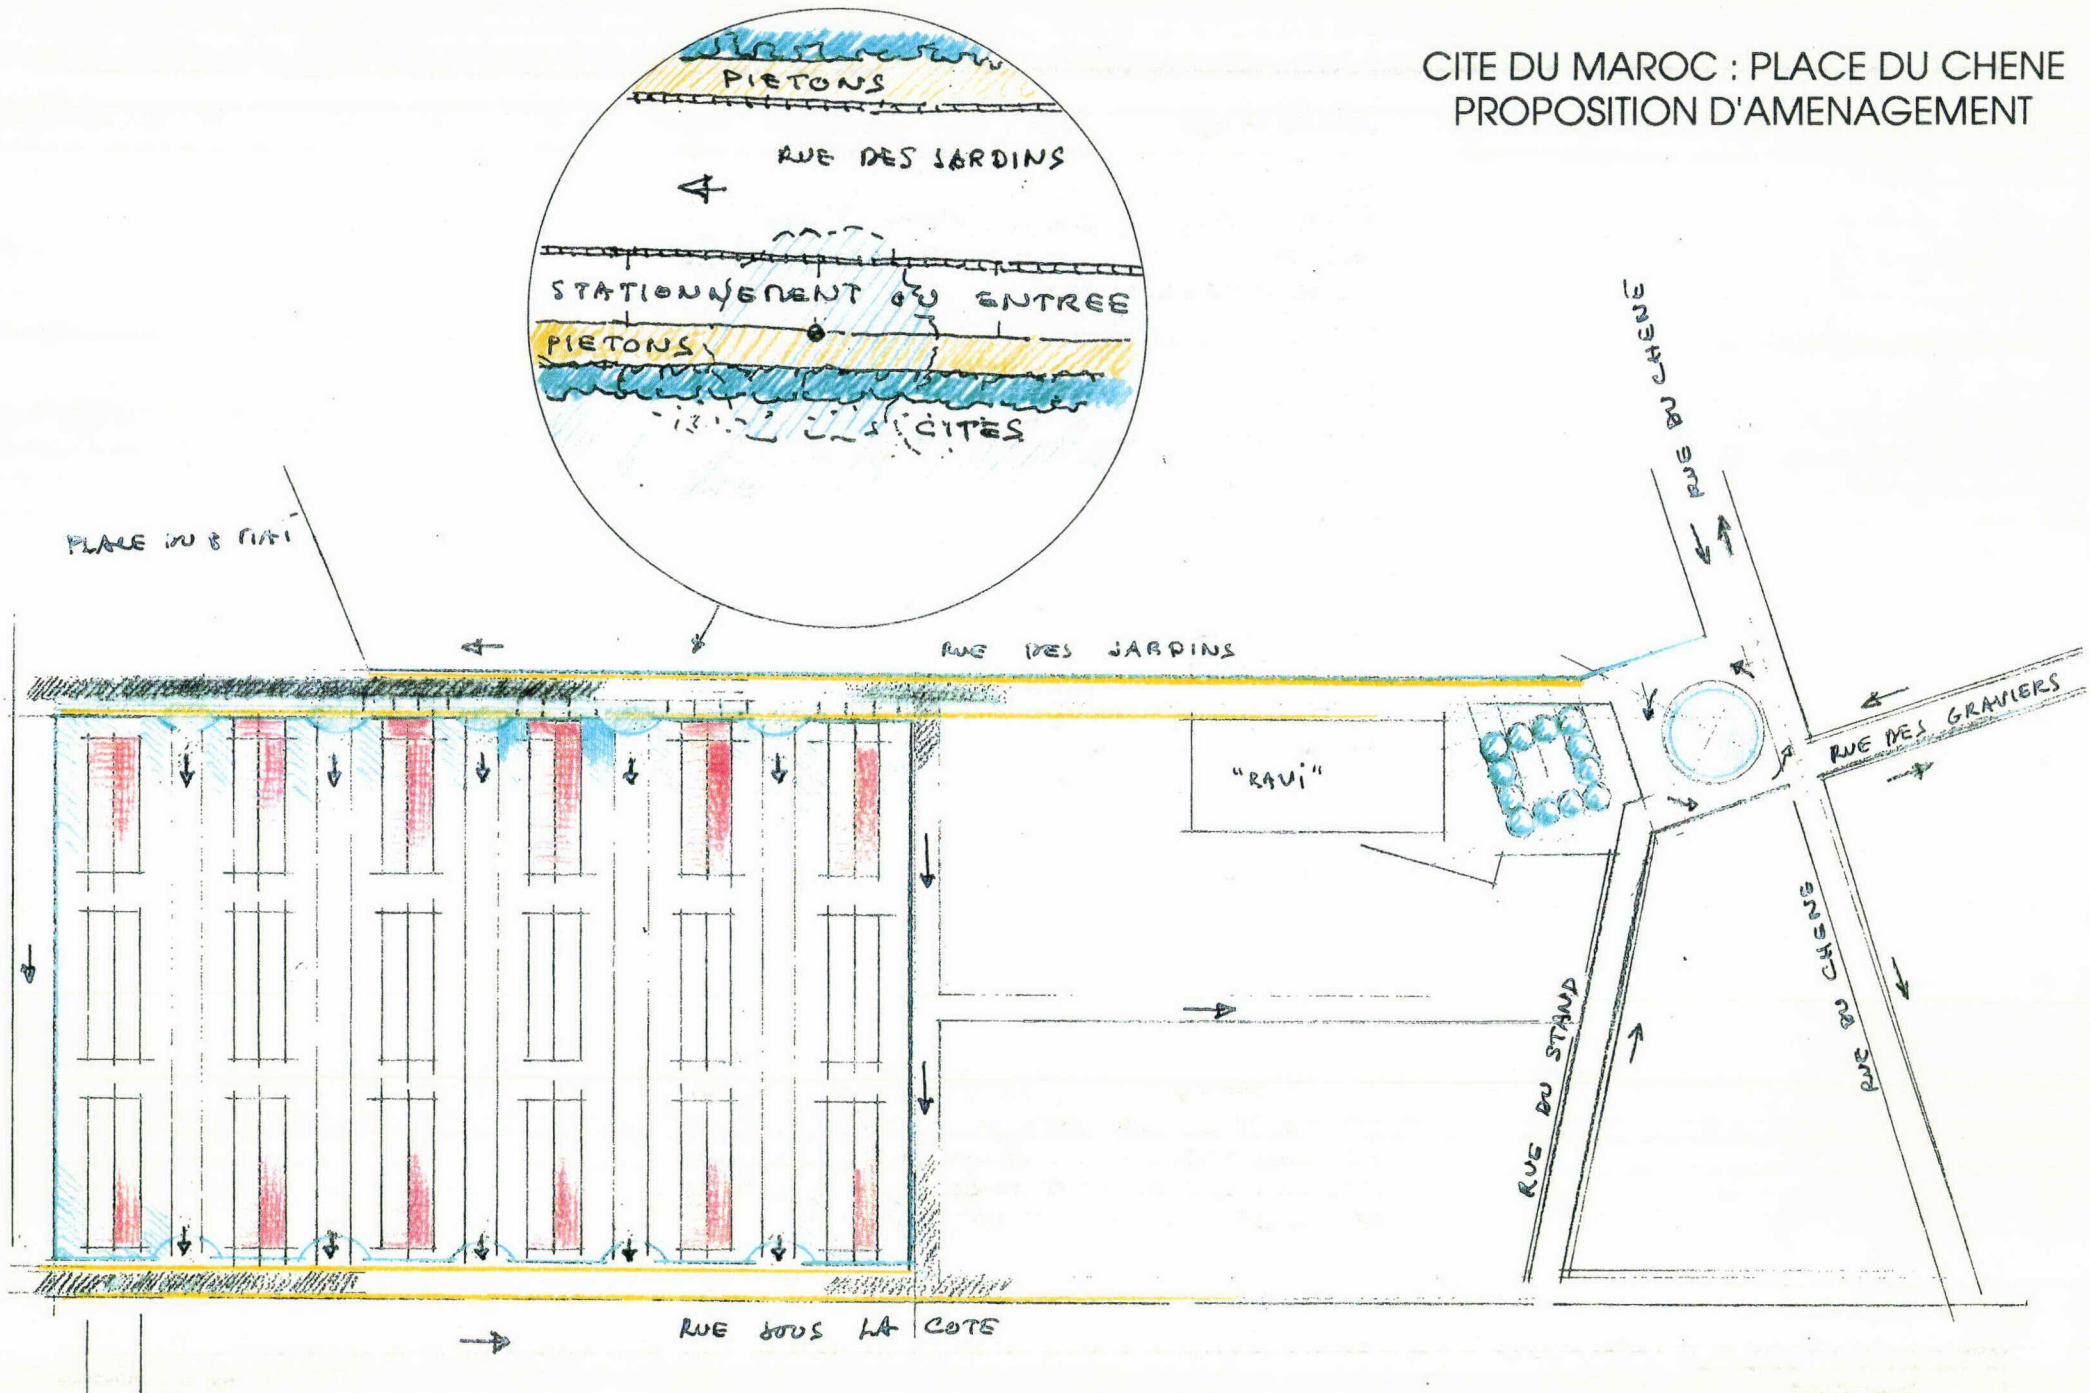 CITE DU MAROC : PLACE DU CHENE
PROPOSITION D'AMENAGEMENT
PIETONS
RUE DES JARDINS
STATIONNEMENT OU ENTREE
PIETONS
CITES
RUE DU CHENE
PLACE DU 8 MAI
RUE DES JARDINS
RUE DES GRAVIERS
"RAVI"
RUE DU STAND
RUE DU CHENE
RUE SOUS LA COTE